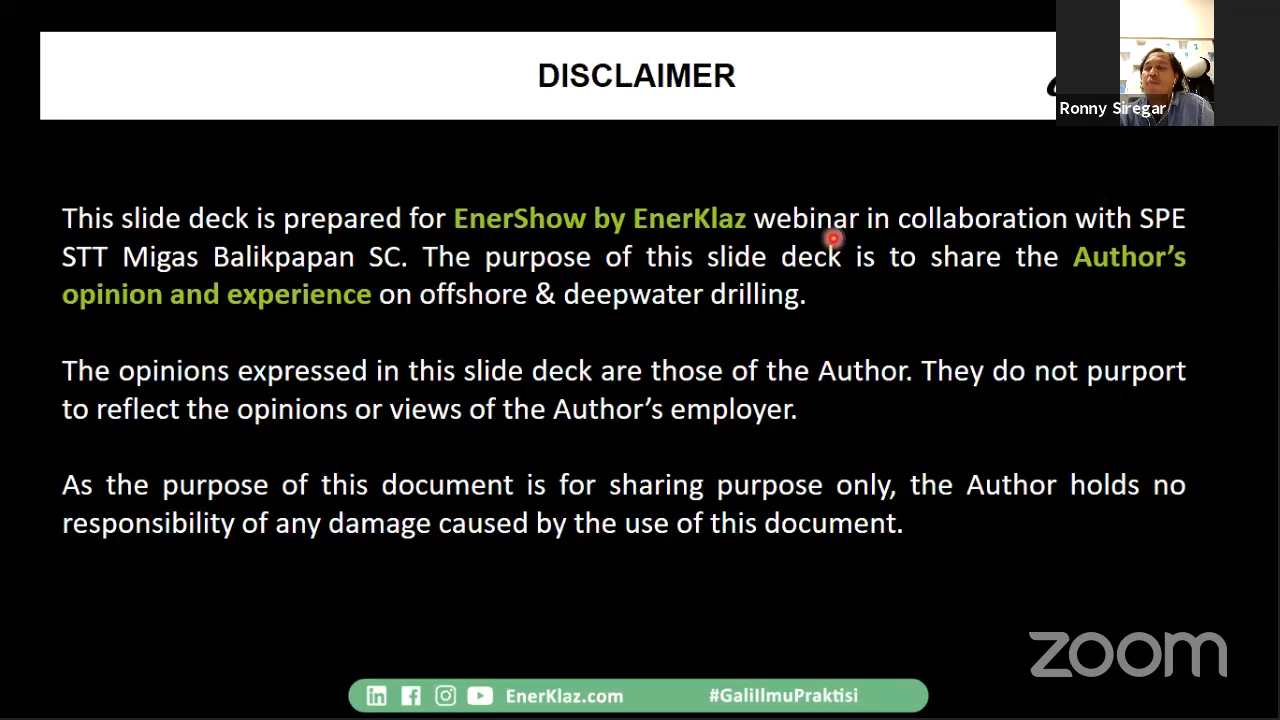 DISCLAIMER
Ronny Siregar
This slide deck is prepared for EnerShow by EnerKlaz webinar in collaboration with SPE
STT Migas Balikpapan SC. The purpose of this slide deck is to share the Author’s
opinion and experience on offshore & deepwater drilling.
The opinions expressed in this slide deck are those of the Author. They do not purport
to reflect the opinions or views of the Author’s employer.
As the purpose of this document is for sharing purpose only, the Author holds no
responsibility of any damage caused by the use of this document.
zoom
EnerKlaz.com #GaliIlmuPraktisi